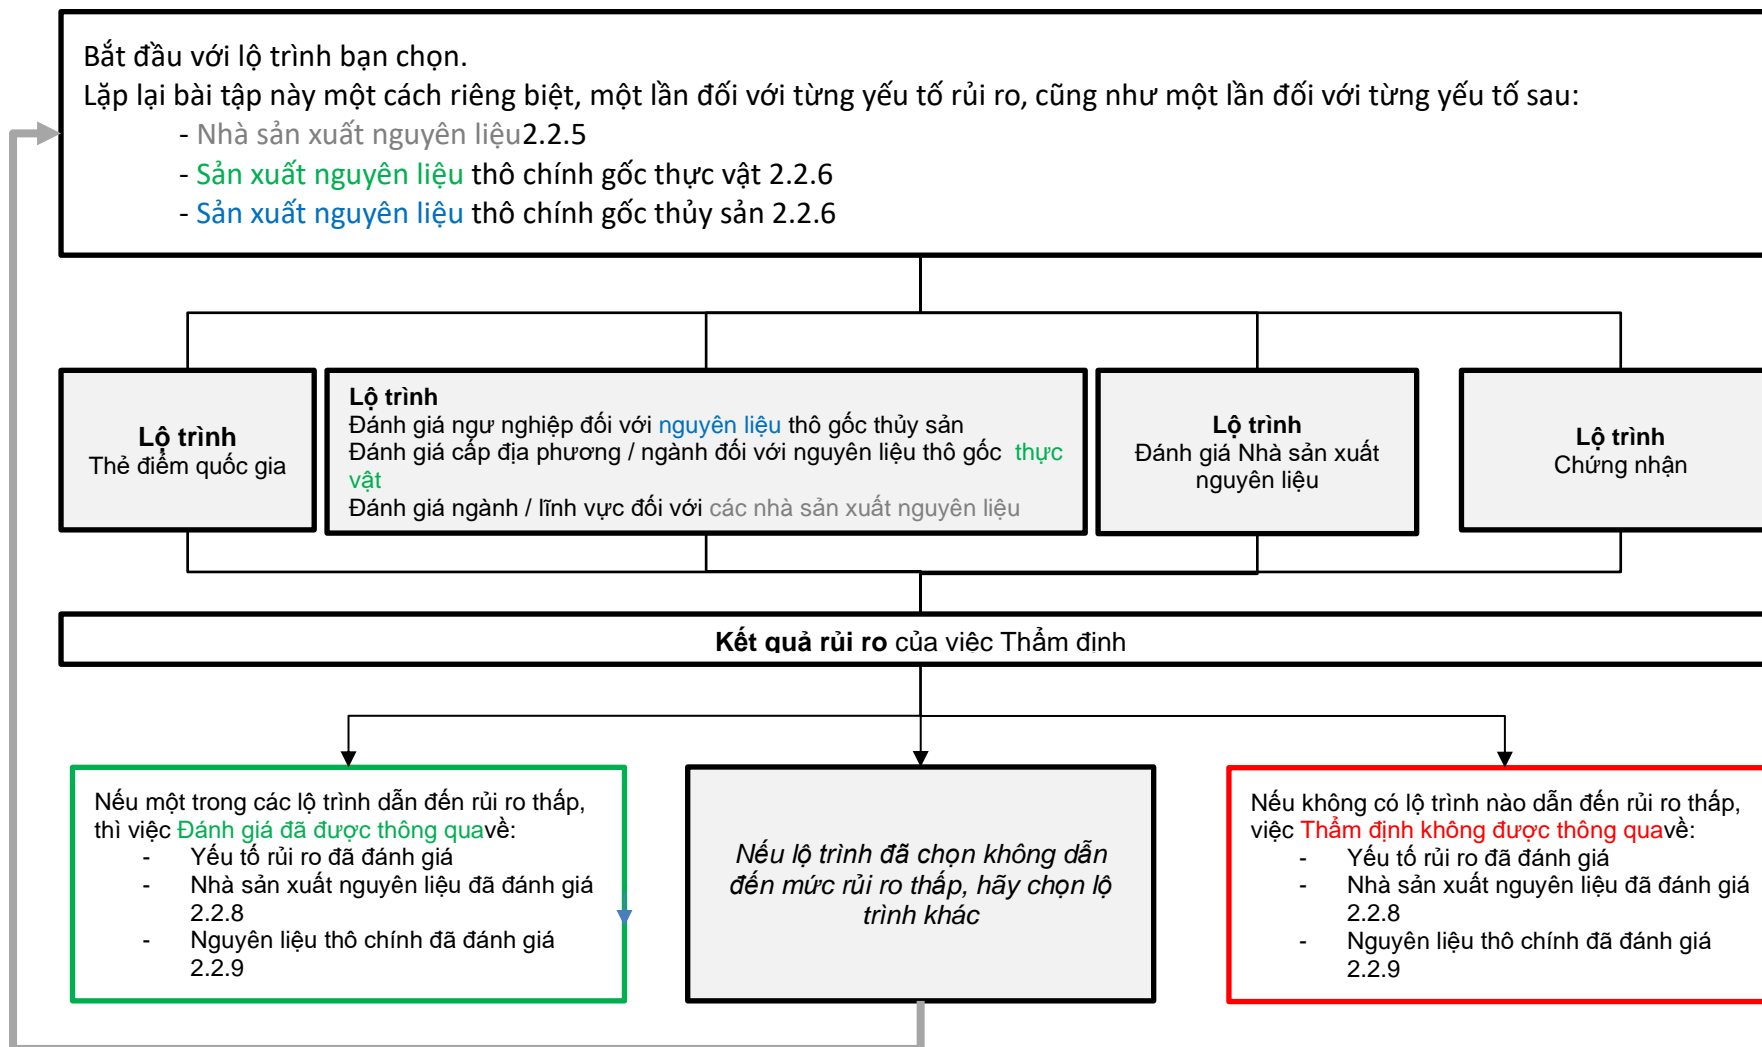 Bắt đầu với lộ trình bạn chọn.
Lặp lại bài tập này một cách riêng biệt, một lần đối với từng yếu tố rủi ro, cũng như một lần đối với từng yếu tố sau:
- Nhà sản xuất nguyên liệu2.2.5
- Sản xuất nguyên liệu thô chính gốc thực vật 2.2.6
- Sản xuất nguyên liệu thô chính gốc thủy sản 2.2.6
Lộ trình
Thẻ điểm quốc gia
Lộ trình
Đánh giá ngư nghiệp đối với nguyên liệu thô gốc thủy sản
Đánh giá cấp địa phương / ngành đối với nguyên liệu thô gốc thực
vật
Đánh giá ngành / lĩnh vực đối với các nhà sản xuất nguyên liệu
Lộ trình
Đánh giá Nhà sản xuất
nguyên liệu
Lộ trình
Chứng nhận
Kết quả rủi ro của việc Thẩm định
Nếu một trong các lộ trình dẫn đến rủi ro thấp,
thì việc Đánh giá đã được thông quavề:
- Yếu tố rủi ro đã đánh giá
- Nhà sản xuất nguyên liệu đã đánh giá
2.2.8
- Nguyên liệu thô chính đã đánh giá
2.2.9
Nếu lộ trình đã chọn không dẫn
đến mức rủi ro thấp, hãy chọn lộ
trình khác
Nếu không có lộ trình nào dẫn đến rủi ro thấp,
việc Thẩm định không được thông quavề:
- Yếu tố rủi ro đã đánh giá
- Nhà sản xuất nguyên liệu đã đánh giá
2.2.8
- Nguyên liệu thô chính đã đánh giá
2.2.9